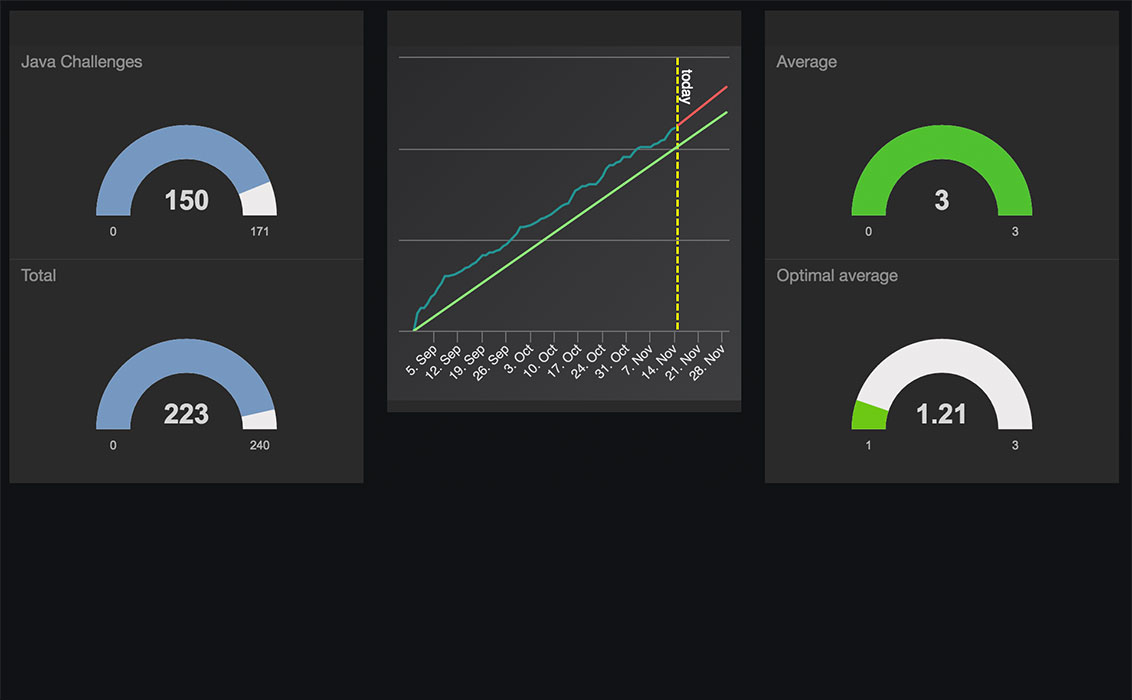 Java Challenges
150
0 171
Total
223
0 240
today
5. Sep
12. Sep
19. Sep
26. Sep
3. Oct
10. Oct
17. Oct
24. Oct
31. Oct
7. Nov
14. Nov
21. Nov
28. Nov
Average
3
0 3
Optimal average
1.21
1 3